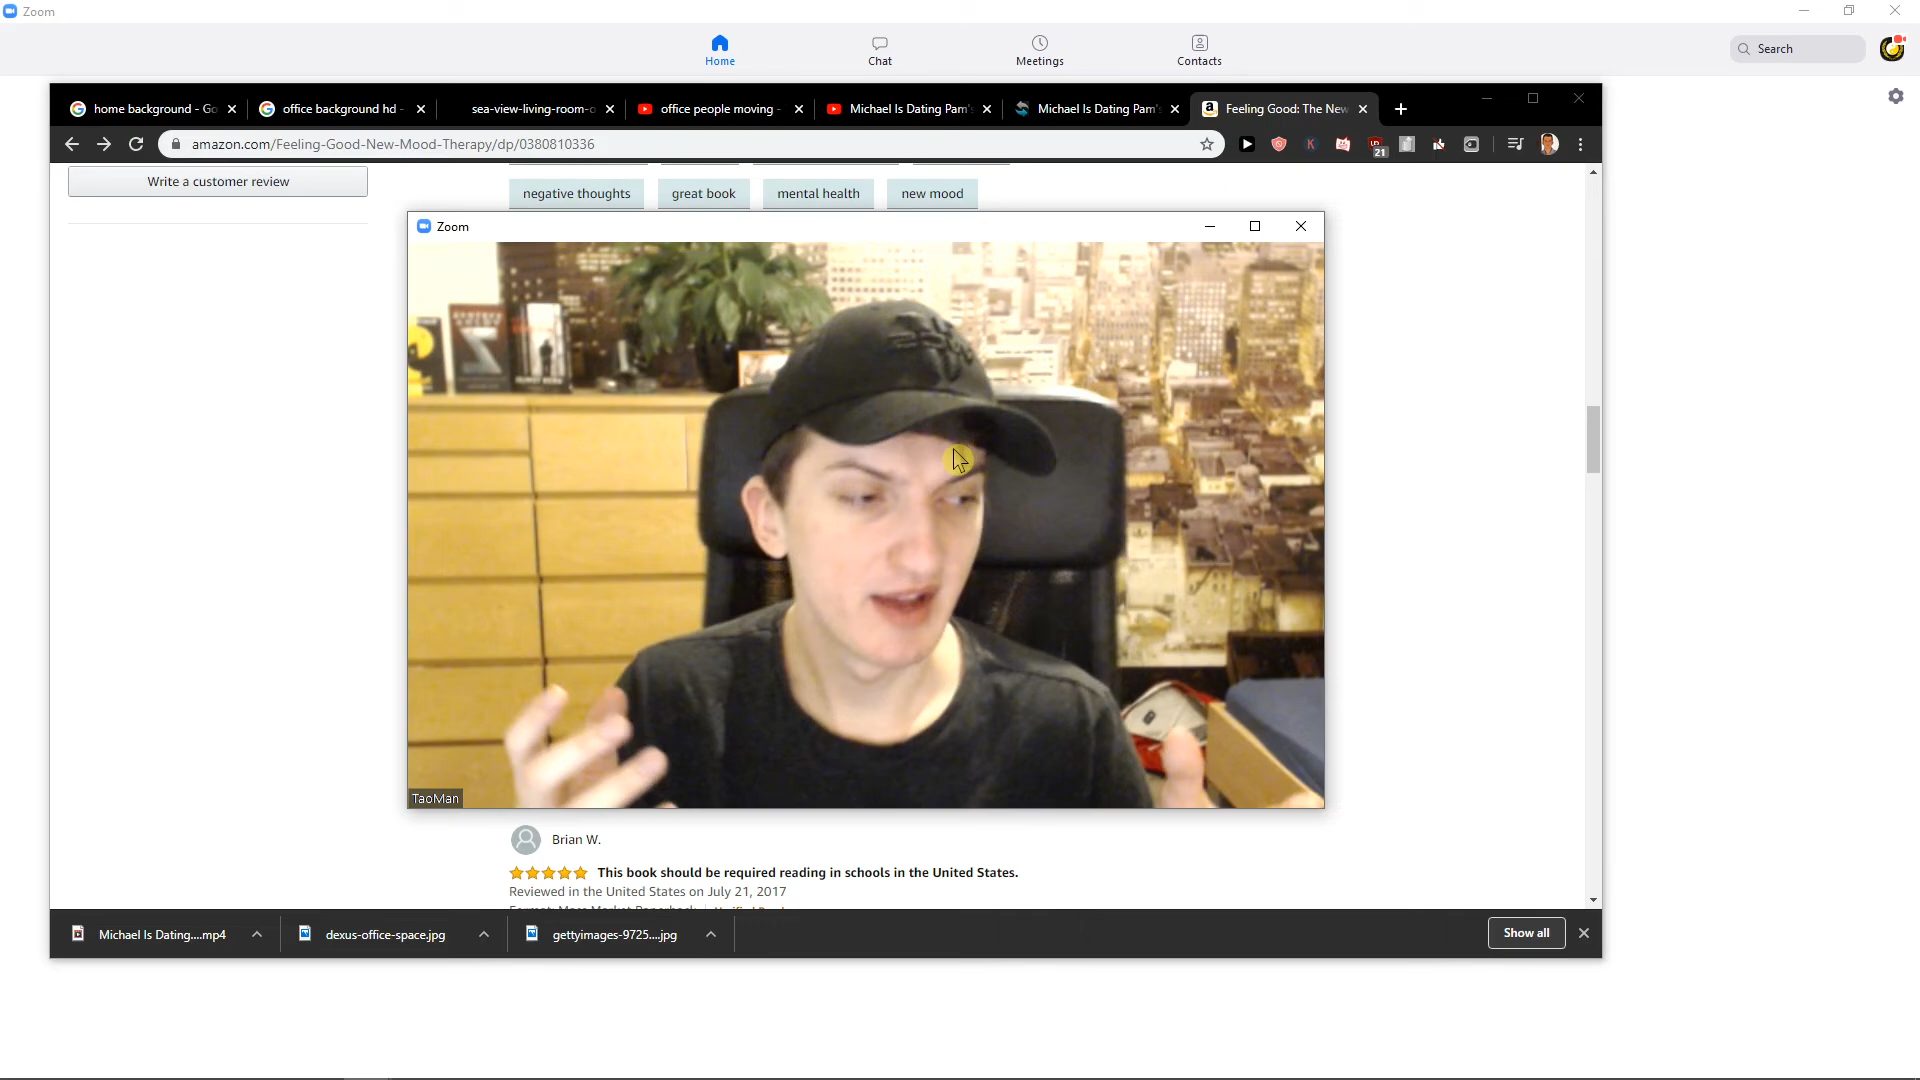 Zoom
Home
Chat
Meetings
Contacts
Search
home background - Go
office background hd -
sea-view-living-room-o
office people moving -
Michael Is Dating Pam's
Michael Is Dating Pam's
Feeling Good: The New
amazon.com/Feeling-Good-New-Mood-Therapy/dp/0380810336
21
Write a customer review
negative thoughts
great book
mental health
new mood
Zoom
TaoMan
Brian W.
This book should be required reading in schools in the United States.
Reviewed in the United States on July 21, 2017
Michael Is Dating....mp4
dexus-office-space.jpg
gettyimages-9725....jpg
Show all